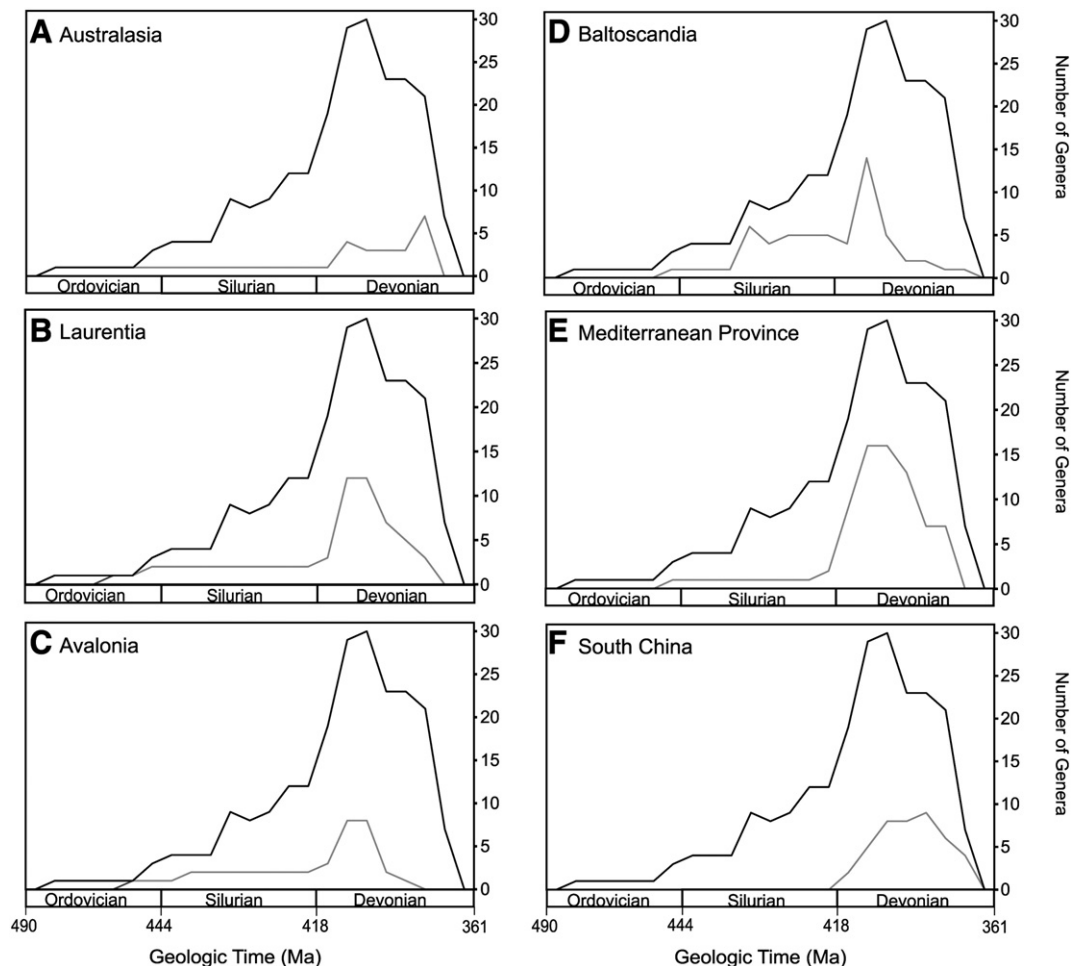 A Australasia
30
25
20
15
10
5
0
Ordovician Silurian Devonian
B Laurentia
30
25
20
15
10
5
0
Ordovician Silurian Devonian
C Avalonia
30
25
20
15
10
5
0
Ordovician Silurian Devonian
490 444 418 361
Geologic Time (Ma)
D Baltoscandia
30
25
20
15
10
5
0
Number of Genera
Ordovician Silurian Devonian
E Mediterranean Province
30
25
20
15
10
5
0
Number of Genera
Ordovician Silurian Devonian
F South China
30
25
20
15
10
5
0
Number of Genera
Ordovician Silurian Devonian
490 444 418 361
Geologic Time (Ma)